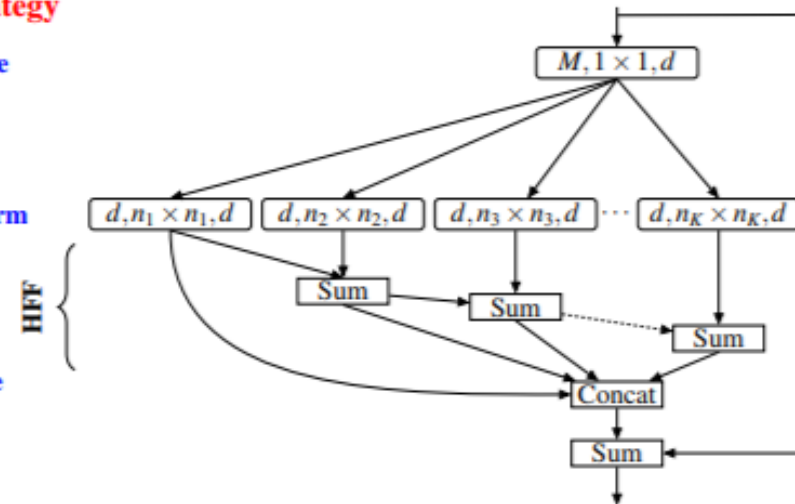 tegy
e
M, 1 × 1, d
rm
d, n₁ × n₁, d
d, n₂ × n₂, d
d, n₃ × n₃, d
···
d, n_K × n_K, d
HFF
Sum
Sum
Sum
e
Concat
Sum